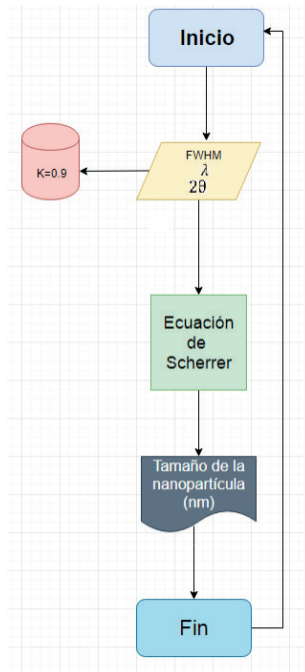 Inicio
FWHM
λ
2θ
K=0.9
Ecuación
de
Scherrer
Tamaño de la
nanopartícula
(nm)
Fin